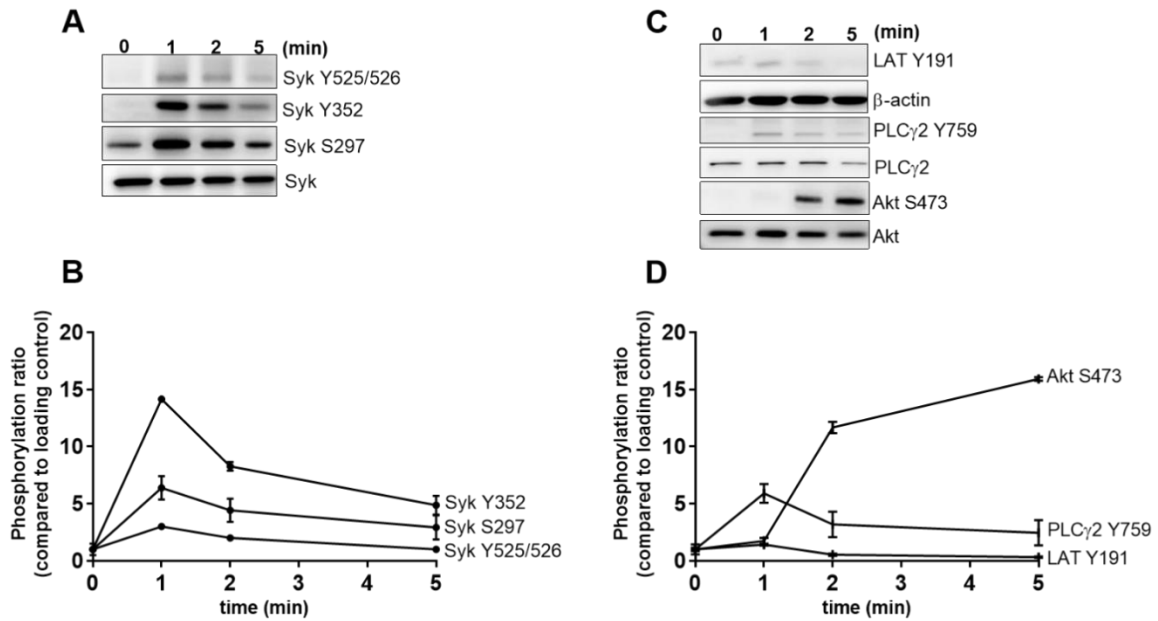 A
0 1 2 5 (min)
Syk Y525/526
Syk Y352
Syk S297
Syk
B
Phosphorylation ratio
(compared to loading control)
20
15
10
5
0
Syk Y352
Syk S297
Syk Y525/526
0 1 2 3 4 5
time (min)
C
0 1 2 5 (min)
LAT Y191
β-actin
PLCγ2 Y759
PLCγ2
Akt S473
Akt
D
Phosphorylation ratio
(compared to loading control)
20
15
10
5
0
Akt S473
PLCγ2 Y759
LAT Y191
0 1 2 3 4 5
time (min)